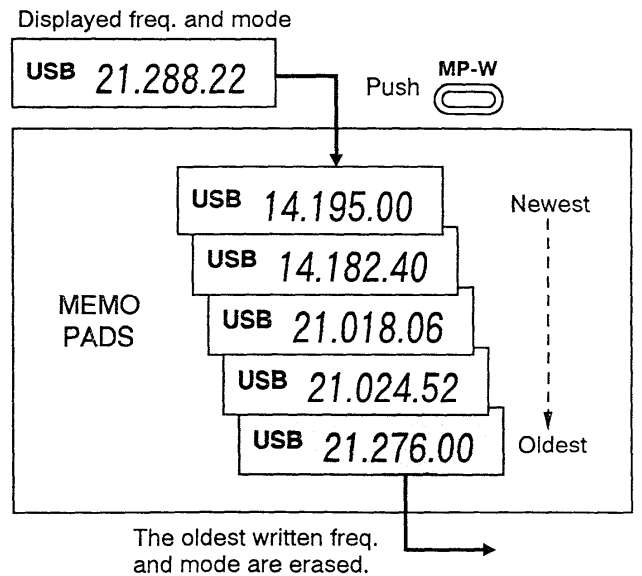 Displayed freq. and mode
USB 21.288.22
Push MP-W
USB 14.195.00
Newest
USB 14.182.40
MEMO
PADS
USB 21.018.06
USB 21.024.52
USB 21.276.00
Oldest
The oldest written freq.
and mode are erased.